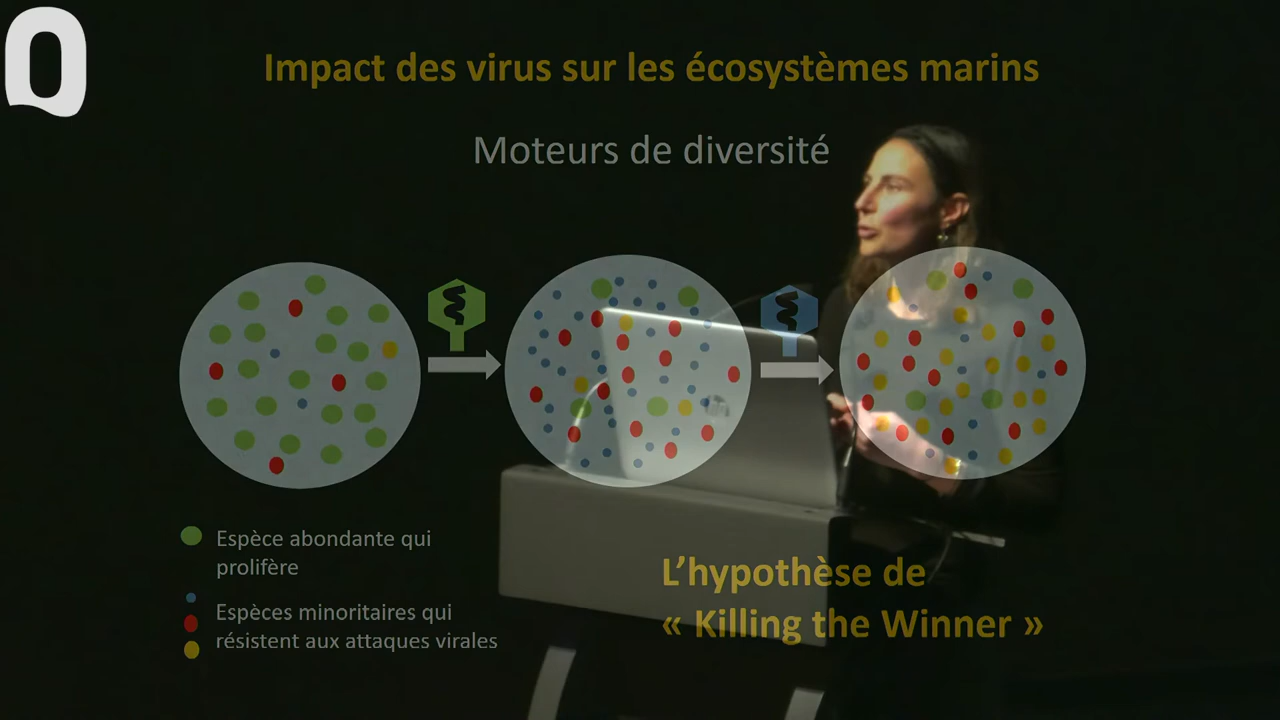 Impact des virus sur les écosystèmes marins
Moteurs de diversité
Espèce abondante qui
prolifère
Espèces minoritaires qui
résistent aux attaques virales
L’hypothèse de
« Killing the Winner »